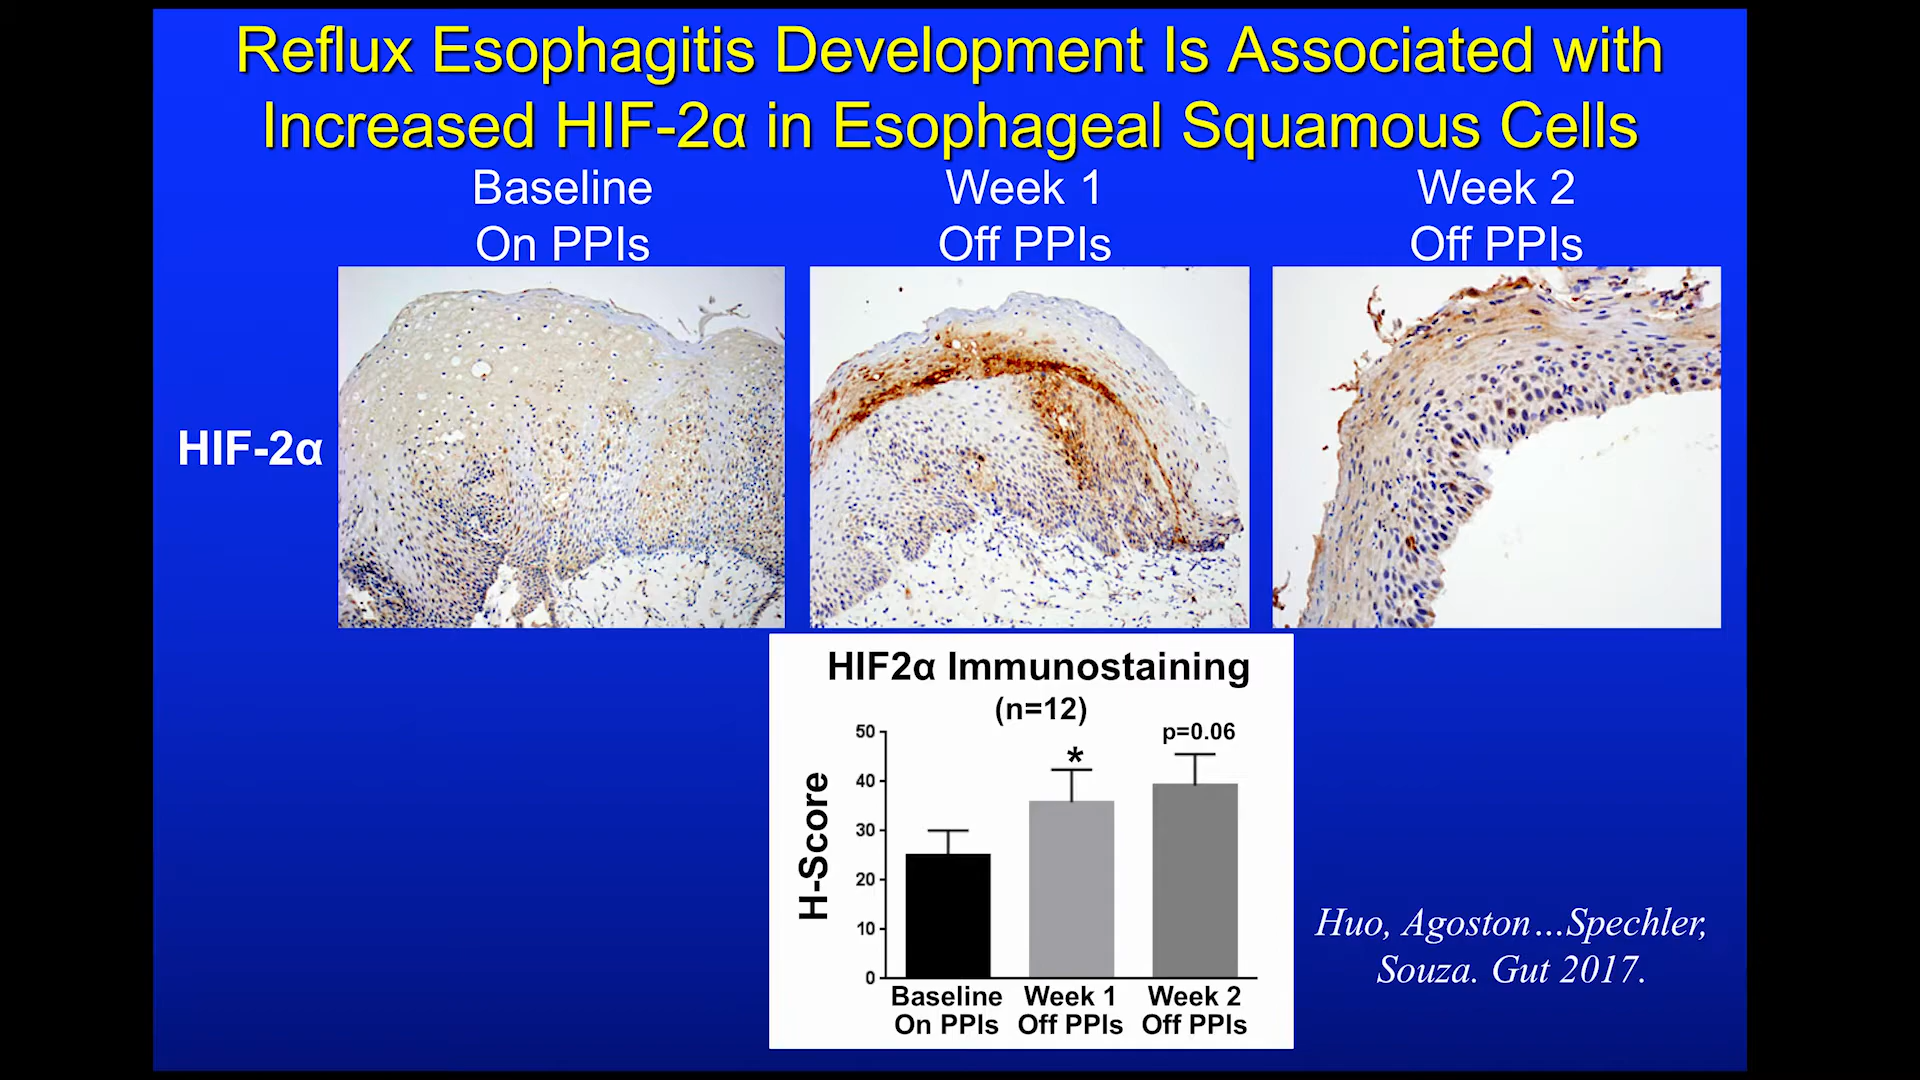 Reflux Esophagitis Development Is Associated with
Increased HIF-2α in Esophageal Squamous Cells
Baseline
On PPIs
Week 1
Off PPIs
Week 2
Off PPIs
HIF-2α
HIF2α Immunostaining
(n=12)
p=0.06
*
H-Score
50
40
30
20
10
0
Baseline
On PPIs
Week 1
Off PPIs
Week 2
Off PPIs
Huo, Agoston...Spechler,
Souza. Gut 2017.